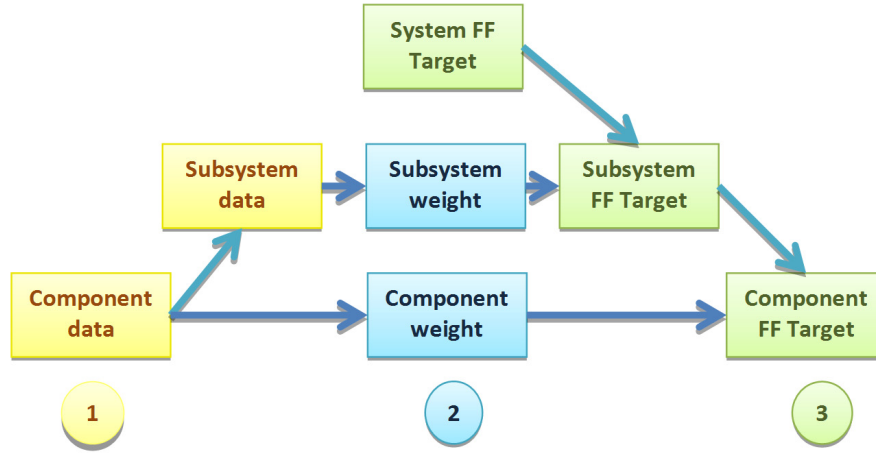 System FF
Target
Subsystem
data
Subsystem
weight
Subsystem
FF Target
Component
data
Component
weight
Component
FF Target
1
2
3